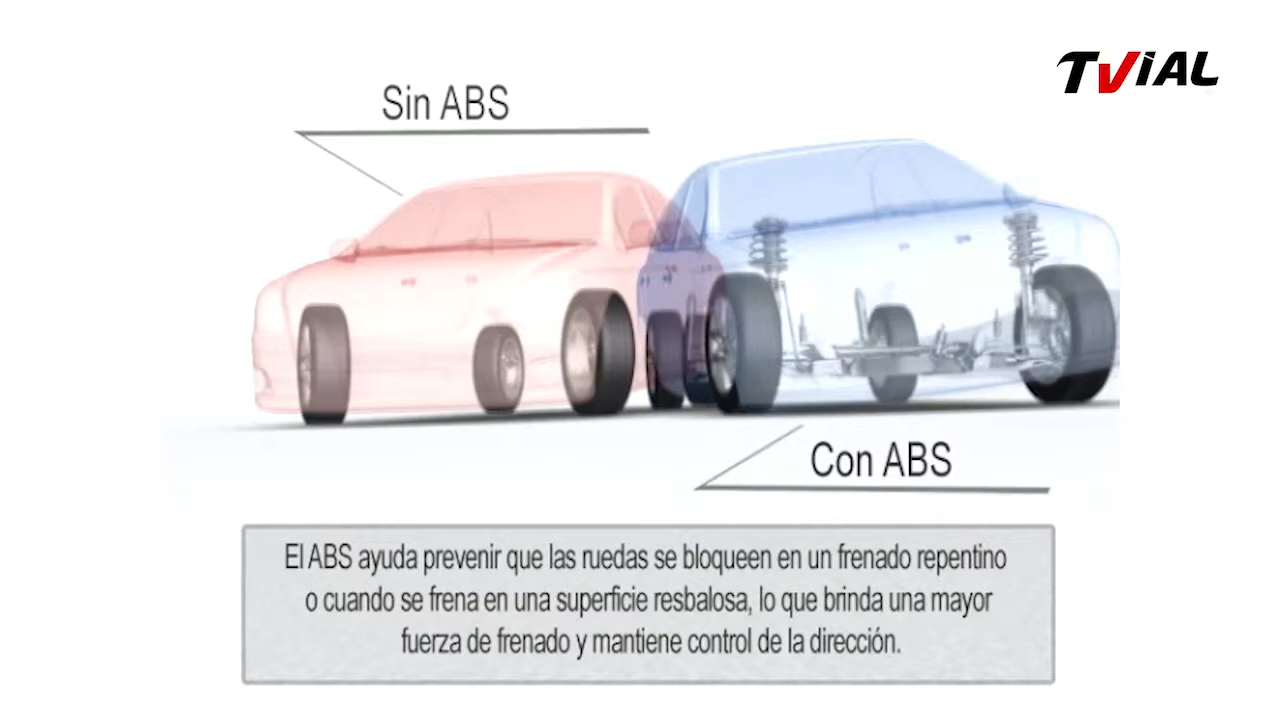 TViAL
Sin ABS
Con ABS
El ABS ayuda prevenir que las ruedas se bloqueen en un frenado repentino
o cuando se frena en una superficie resbalosa, lo que brinda una mayor
fuerza de frenado y mantiene control de la dirección.